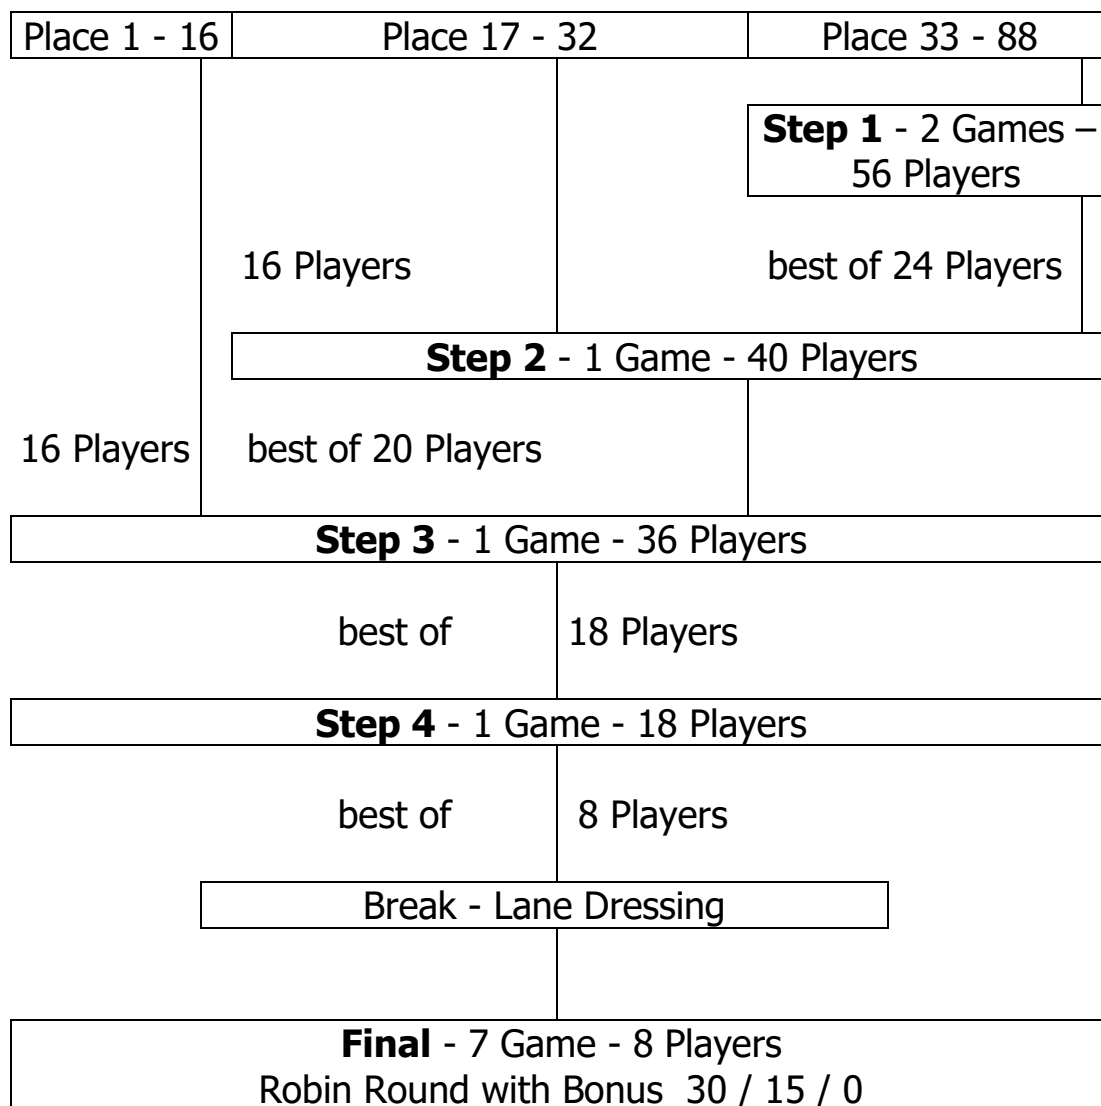 Place 1 - 16
Place 17 - 32
Place 33 - 88
Step 1 - 2 Games –
56 Players
16 Players
best of 24 Players
Step 2 - 1 Game - 40 Players
16 Players
best of 20 Players
Step 3 - 1 Game - 36 Players
best of
18 Players
Step 4 - 1 Game - 18 Players
best of
8 Players
Break - Lane Dressing
Final - 7 Game - 8 Players
Robin Round with Bonus 30 / 15 / 0